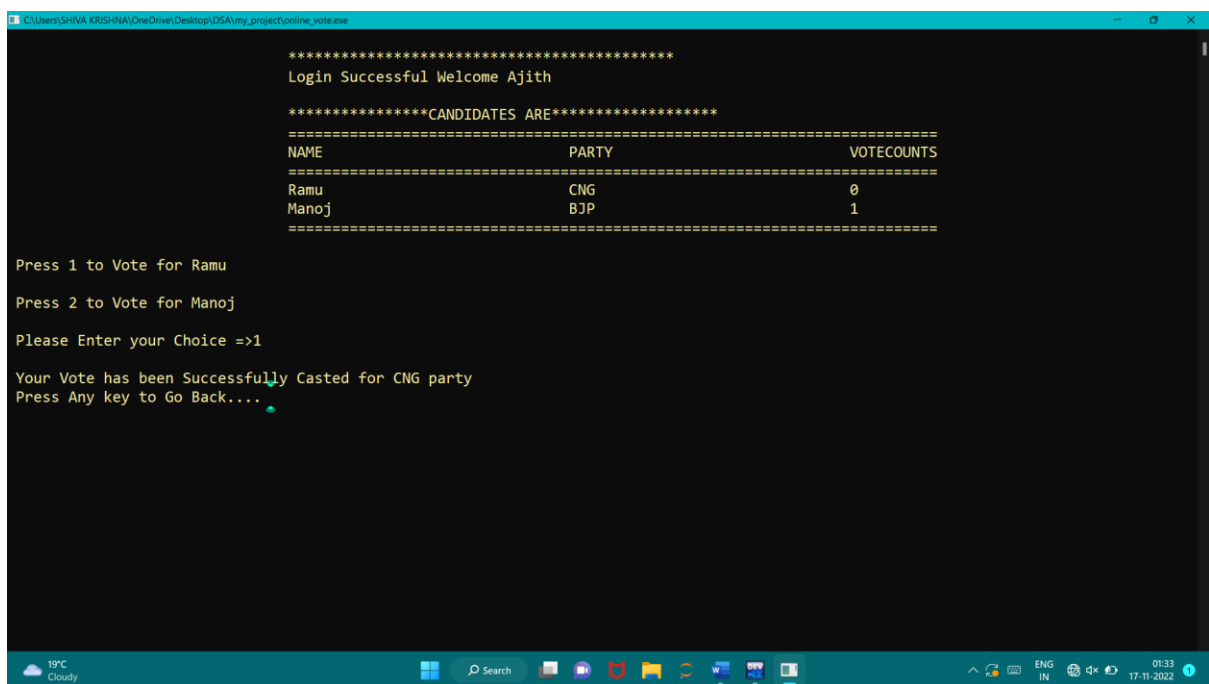 C:\Users\SHIVA KRISHNA\OneDrive\Desktop\DSA\my_project\online_vote.exe
********************************************
Login Successful Welcome Ajith
****************CANDIDATES ARE*******************
==========================================================================
NAME PARTY VOTECOUNTS
==========================================================================
Ramu CNG 0
Manoj BJP 1
==========================================================================
Press 1 to Vote for Ramu
Press 2 to Vote for Manoj
Please Enter your Choice =>1
Your Vote has been Successfully Casted for CNG party
Press Any key to Go Back....
19°C
Cloudy
Search
W
DEV
ENG
IN
01:33
17-11-2022
1